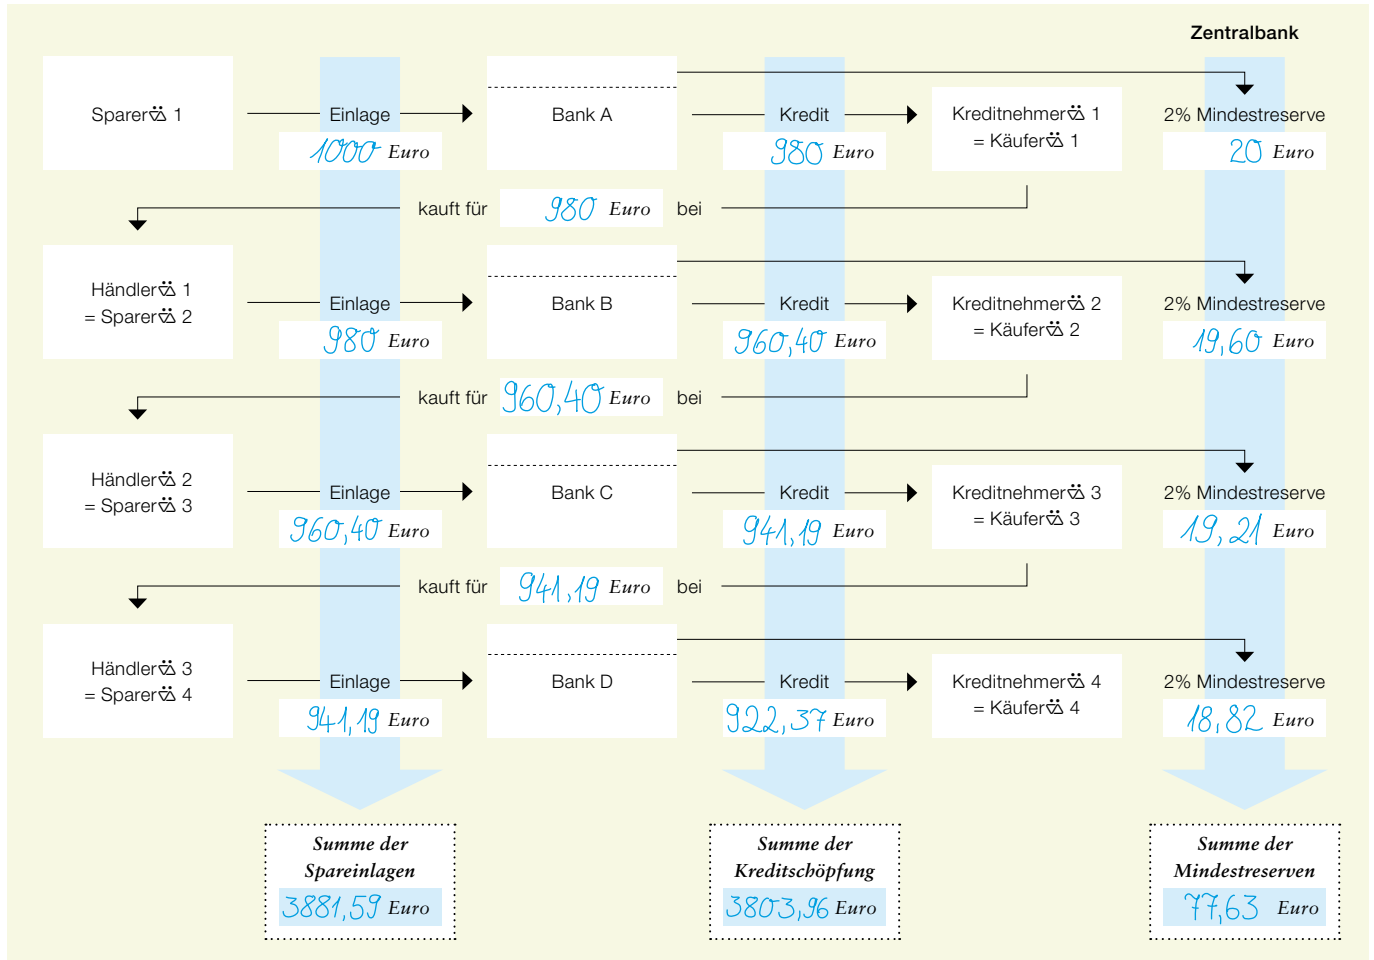 Zentralbank
Sparer 1
Einlage
Bank A
Kredit
Kreditnehmer 1
= Käufer 1
2% Mindestreserve
1000 Euro
980 Euro
20 Euro
kauft für 980 Euro bei
Händler 1
= Sparer 2
Einlage
Bank B
Kredit
Kreditnehmer 2
= Käufer 2
2% Mindestreserve
980 Euro
960,40 Euro
19,60 Euro
kauft für 960,40 Euro bei
Händler 2
= Sparer 3
Einlage
Bank C
Kredit
Kreditnehmer 3
= Käufer 3
2% Mindestreserve
960,40 Euro
941,19 Euro
19,21 Euro
kauft für 941,19 Euro bei
Händler 3
= Sparer 4
Einlage
Bank D
Kredit
Kreditnehmer 4
= Käufer 4
2% Mindestreserve
941,19 Euro
922,37 Euro
18,82 Euro
Summe der
Spareinlagen
3881,59 Euro
Summe der
Kreditschöpfung
3803,96 Euro
Summe der
Mindestreserven
77,63 Euro